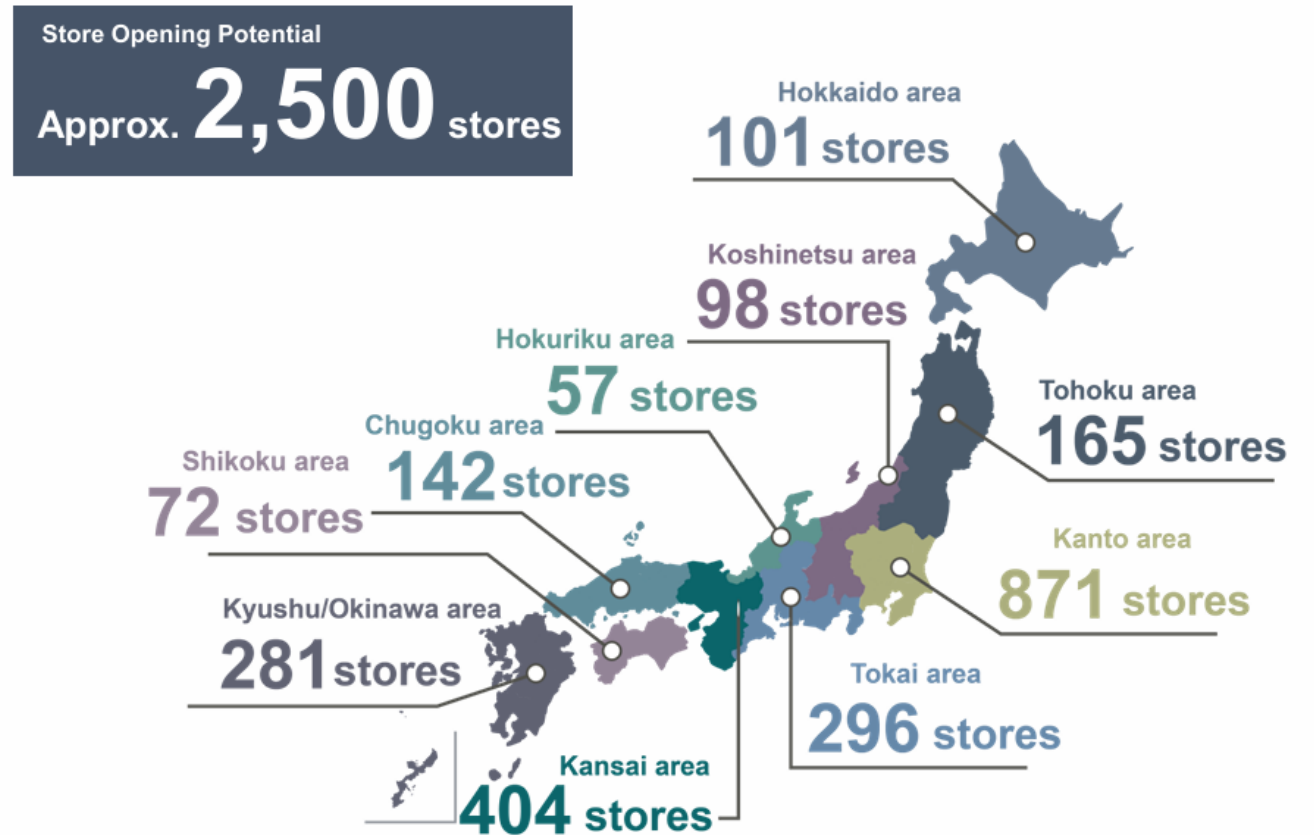 Store Opening Potential
Approx. 2,500 stores
Hokkaido area
101 stores
Koshinetsu area
98 stores
Hokuriku area
57 stores
Tohoku area
165 stores
Chugoku area
142 stores
Shikoku area
72 stores
Kanto area
871 stores
Kyushu/Okinawa area
281 stores
Tokai area
296 stores
Kansai area
404 stores